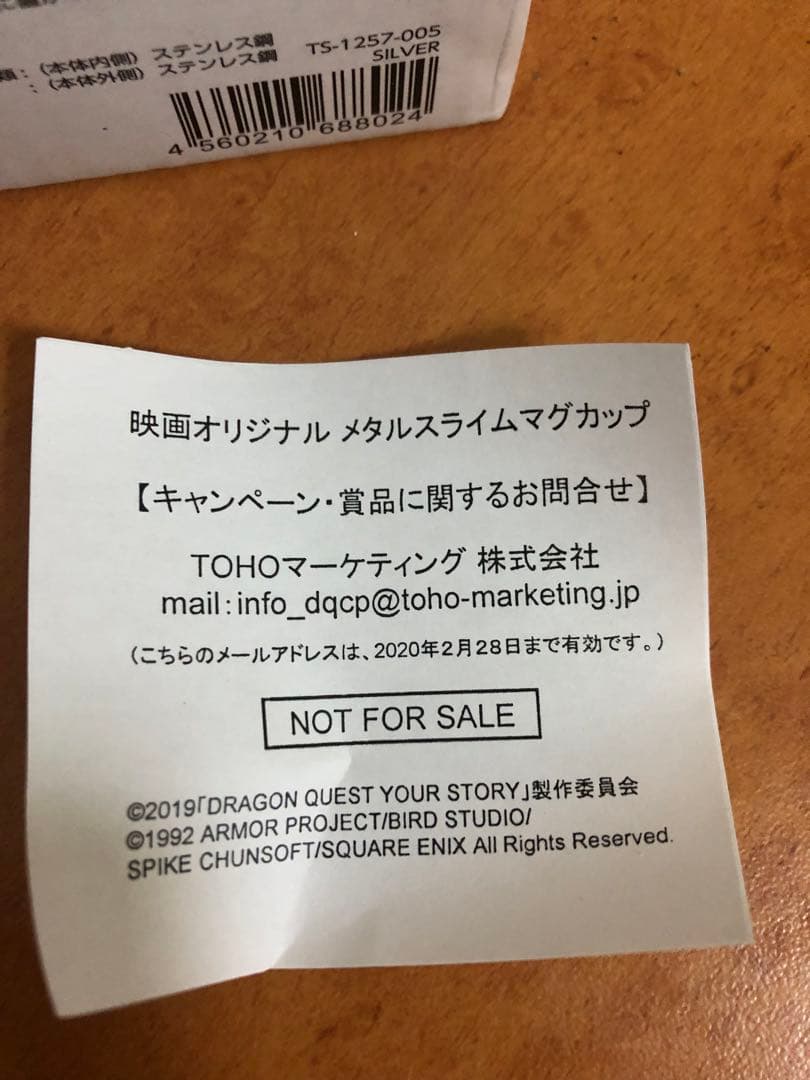 類：（本体内側）ステンレス鋼
：（本体外側）ステンレス鋼
TS-1257-005
SILVER
4 560210 688024
映画オリジナル メタルスライムマグカップ
【キャンペーン・賞品に関するお問合せ】
TOHOマーケティング 株式会社
mail：info_dqcp@toho-marketing.jp
（こちらのメールアドレスは、2020年2月28日まで有効です。）
NOT FOR SALE
©2019「DRAGON QUEST YOUR STORY」製作委員会
©1992 ARMOR PROJECT/BIRD STUDIO/
SPIKE CHUNSOFT/SQUARE ENIX All Rights Reserved.